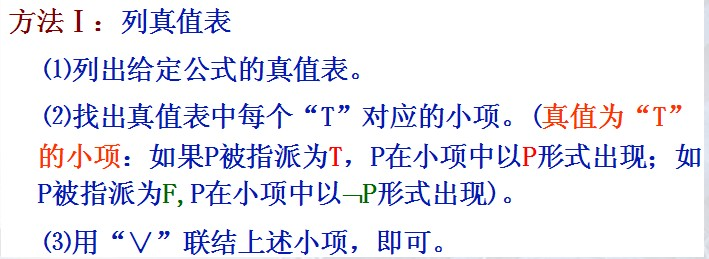 方法Ⅰ：列真值表
⑴列出给定公式的真值表。
⑵找出真值表中每个“T”对应的小项。(真值为“T”
的小项：如果P被指派为T，P在小项中以P形式出现；如
P被指派为F,P在小项中以¬P形式出现)。
⑶用“∨”联结上述小项，即可。